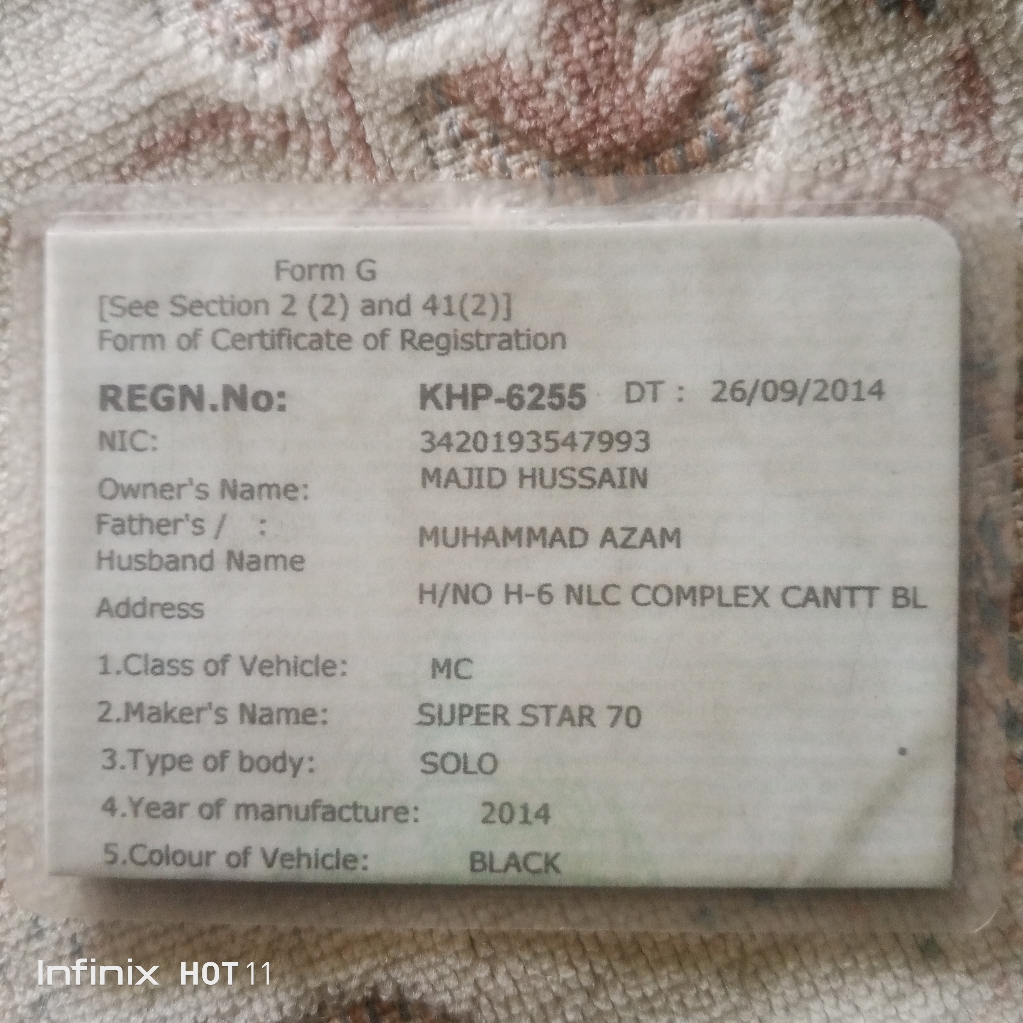 Form G
[See Section 2 (2) and 41(2)]
Form of Certificate of Registration
REGN.No: KHP-6255 DT : 26/09/2014
NIC: 3420193547993
Owner's Name: MAJID HUSSAIN
Father's / :
Husband Name MUHAMMAD AZAM
Address H/NO H-6 NLC COMPLEX CANTT BL
1.Class of Vehicle: MC
2.Maker's Name: SUPER STAR 70
3.Type of body: SOLO
4.Year of manufacture: 2014
5.Colour of Vehicle: BLACK
Infinix HOT 11